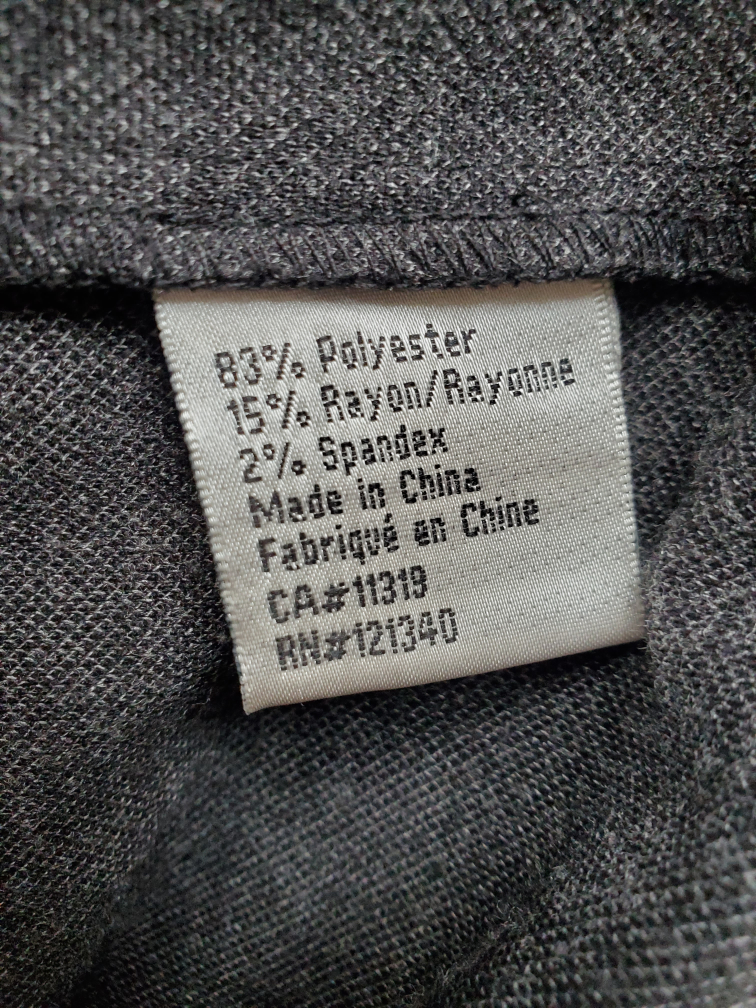 83% Polyester
15% Rayon/Rayonne
2% Spandex
Made in China
Fabriqué en Chine
CA#11319
RN#121340